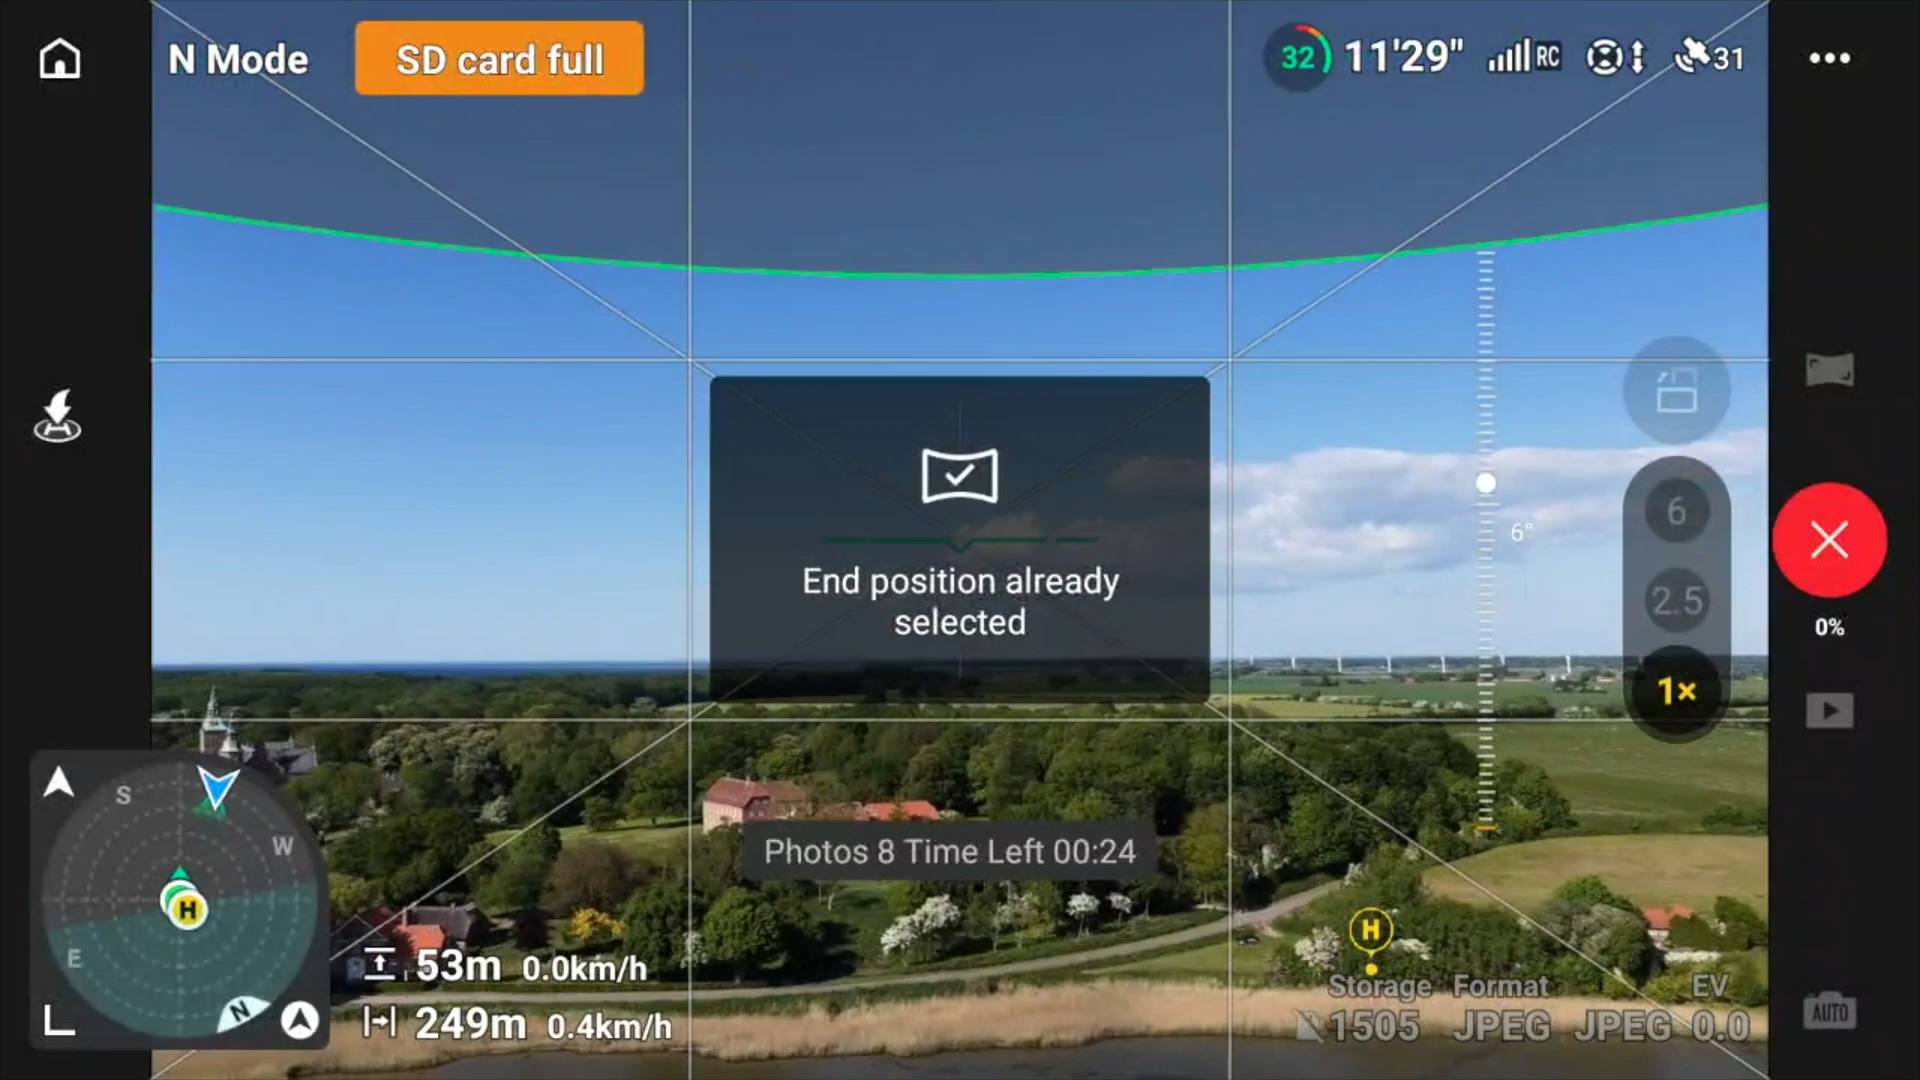 N Mode
SD card full
32
11'29"
RC
31
6°
6
2.5
1×
0%
End position already
selected
Photos 8 Time Left 00:24
S
W
E
N
H
H
53m 0.0km/h
249m 0.4km/h
Storage Format EV
1505 JPEG JPEG 0.0
AUTO